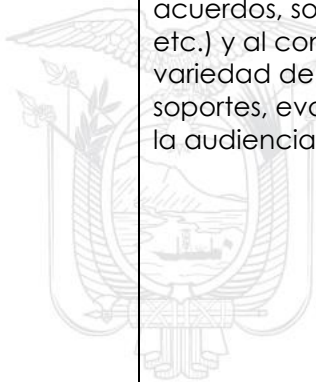 acuerdos, so
etc.) y al con
variedad de
soportes, eva
la audiencia